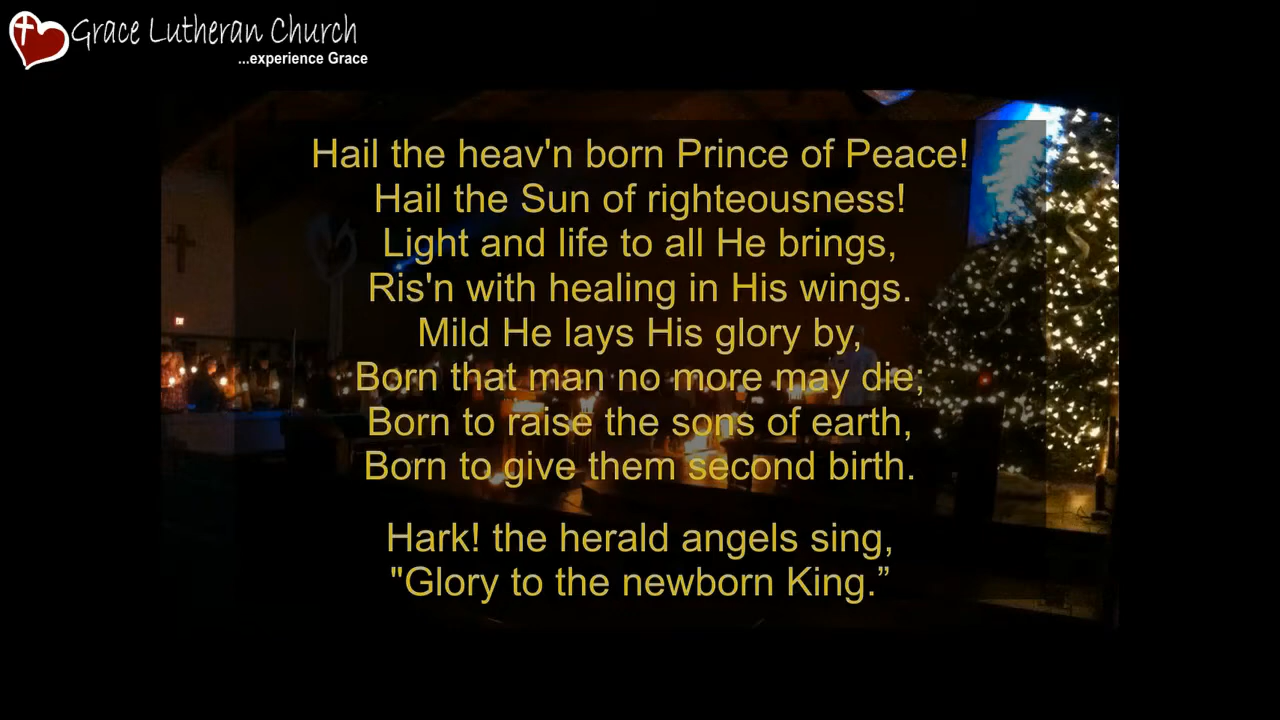 Grace Lutheran Church
...experience Grace
Hail the heav'n born Prince of Peace!
Hail the Sun of righteousness!
Light and life to all He brings,
Ris'n with healing in His wings.
Mild He lays His glory by,
Born that man no more may die;
Born to raise the sons of earth,
Born to give them second birth.
Hark! the herald angels sing,
"Glory to the newborn King.”